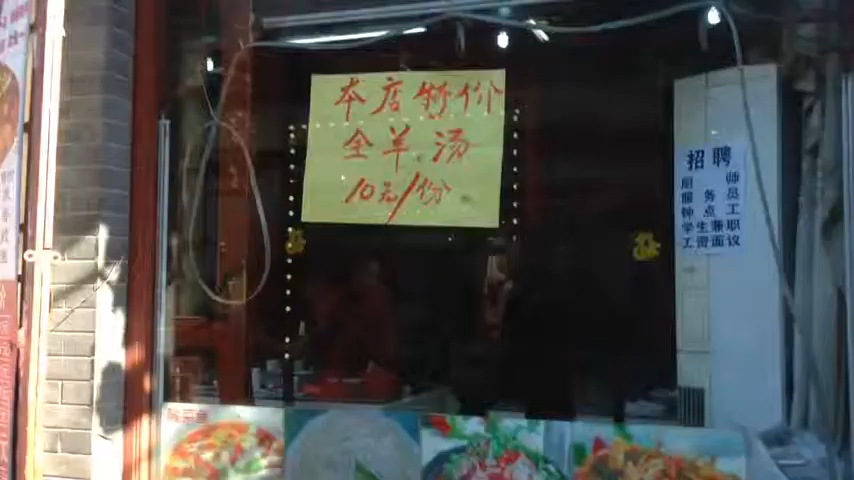 本店特价
全羊汤
10元/份
招聘
厨师
服务员
钟点工
学生兼职
工资面议